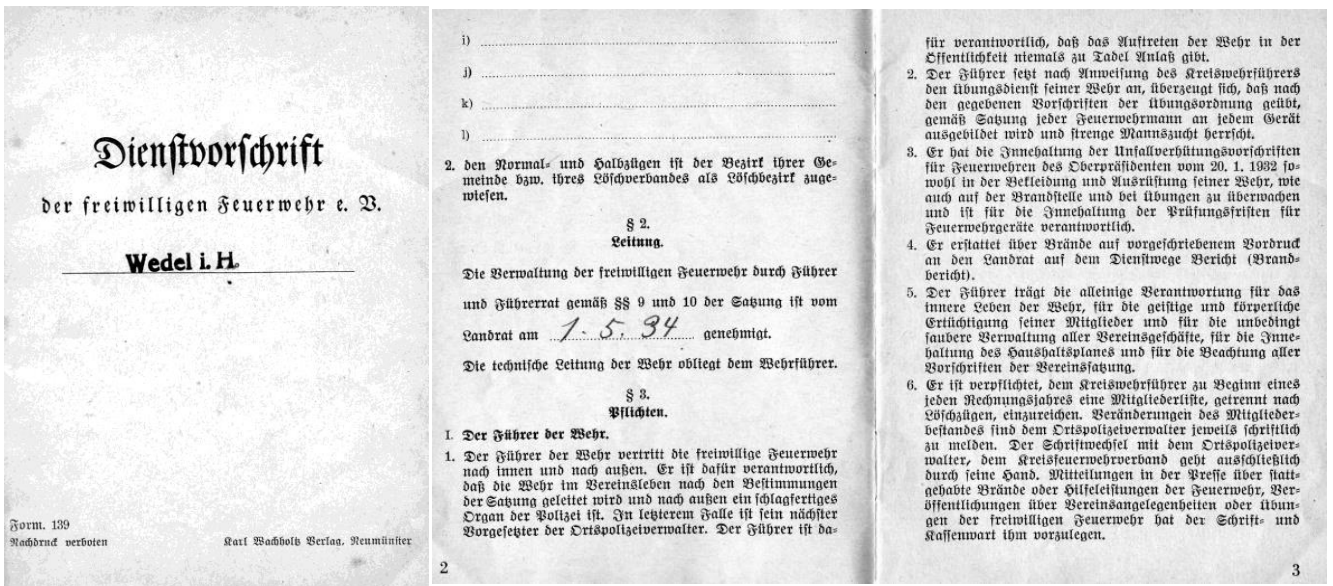 Dienstvorschrift
der freiwilligen Feuerwehr e. V.
Wedel i. H.
Form. 139
Nachdruck verboten
Karl Wachholtz Verlag, Neumünster
i)
j)
k)
l)
2. den Normal- und Halbzügen ist der Bezirk ihrer Ge-
meinde bzw. ihres Löschverbandes als Löschbezirk zuge-
wiesen.
§ 2.
Leitung.
Die Verwaltung der freiwilligen Feuerwehr durch Führer
und Führerrat gemäß §§ 9 und 10 der Satzung ist vom
Landrat am 1. 5. 34 genehmigt.
Die technische Leitung der Wehr obliegt dem Wehrführer.
§ 3.
Pflichten.
I. Der Führer der Wehr.
1. Der Führer der Wehr vertritt die freiwillige Feuerwehr
nach innen und nach außen. Er ist dafür verantwortlich,
daß die Wehr im Vereinsleben nach den Bestimmungen
der Satzung geleitet wird und nach außen ein schlagfertiges
Organ der Polizei ist. In letzterem Falle ist sein nächster
Vorgesetzter der Ortspolizeiverwalter. Der Führer ist da-
2
für verantwortlich, daß das Auftreten der Wehr in der
Öffentlichkeit niemals zu Tadel Anlaß gibt.
2. Der Führer setzt nach Anweisung des Kreiswehrführers
den Übungsdienst seiner Wehr an, überzeugt sich, daß nach
den gegebenen Vorschriften der Übungsordnung geübt,
gemäß Satzung jeder Feuerwehrmann an jedem Gerät
ausgebildet wird und strenge Mannszucht herrscht.
3. Er hat die Innehaltung der Unfallverhütungsvorschriften
für Feuerwehren des Oberpräsidenten vom 20. 1. 1932 so-
wohl in der Bekleidung und Ausrüstung seiner Wehr, wie
auch auf der Brandstelle und bei Übungen zu überwachen
und ist für die Innehaltung der Prüfungsfristen für
Feuerwehrgeräte verantwortlich.
4. Er erstattet über Brände auf vorgeschriebenem Vordruck
an den Landrat auf dem Dienstwege Bericht (Brand-
bericht).
5. Der Führer trägt die alleinige Verantwortung für das
innere Leben der Wehr, für die geistige und körperliche
Ertüchtigung seiner Mitglieder und für die unbedingt
saubere Verwaltung aller Vereinsgeschäfte, für die Inne-
haltung des Haushaltsplanes und für die Beachtung aller
Vorschriften der Vereinssatzung.
6. Er ist verpflichtet, dem Kreiswehrführer zu Beginn eines
jeden Rechnungsjahres eine Mitgliederliste, getrennt nach
Löschzügen, einzureichen. Veränderungen des Mitglieder-
bestandes sind dem Ortspolizeiverwalter jeweils schriftlich
zu melden. Der Schriftwechsel mit dem Ortspolizeiver-
walter, dem Kreisfeuerwehrverband geht ausschließlich
durch seine Hand. Mitteilungen in der Presse über statt-
gehabte Brände oder Hilfeleistungen der Feuerwehr, Ver-
öffentlichungen über Vereinsangelegenheiten oder Übun-
gen der freiwilligen Feuerwehr hat der Schrift- und
Kassenwart ihm vorzulegen.
3